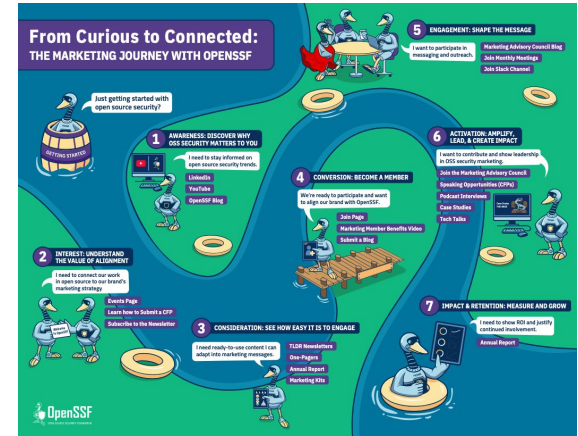 From Curious to Connected:
THE MARKETING JOURNEY WITH OPENSSF
Just getting started with
open source security?
GETTING STARTED
1
AWARENESS: DISCOVER WHY
OSS SECURITY MATTERS TO YOU
I need to stay informed on
open source security trends.
LinkedIn
YouTube
OpenSSF Blog
2
INTEREST: UNDERSTAND
THE VALUE OF ALIGNMENT
I need to connect our work
in open source to our brand's
marketing strategy
Events Page
Learn how to Submit a CFP
Subscribe to the Newsletter
3
CONSIDERATION: SEE HOW EASY IT IS TO ENGAGE
I need ready-to-use content I can
adapt into marketing messages.
TLDR Newsletters
One-Pagers
Annual Report
Marketing Kits
4
CONVERSION: BECOME A MEMBER
We're ready to participate and want
to align our brand with OpenSSF.
Join Page
Marketing Member Benefits Video
Submit a Blog
5
ENGAGEMENT: SHAPE THE MESSAGE
I want to participate in
messaging and outreach.
Marketing Advisory Council Blog
Join Monthly Meetings
Join Slack Channel
6
ACTIVATION: AMPLIFY,
LEAD, & CREATE IMPACT
I want to contribute and show leadership
in OSS security marketing.
Join the Marketing Advisory Council
Speaking Opportunities (CFPs)
Podcast Interviews
Case Studies
Tech Talks
7
IMPACT & RETENTION: MEASURE AND GROW
I need to show ROI and justify
continued involvement.
Annual Report
OpenSSF
OPEN SOURCE SECURITY FOUNDATION